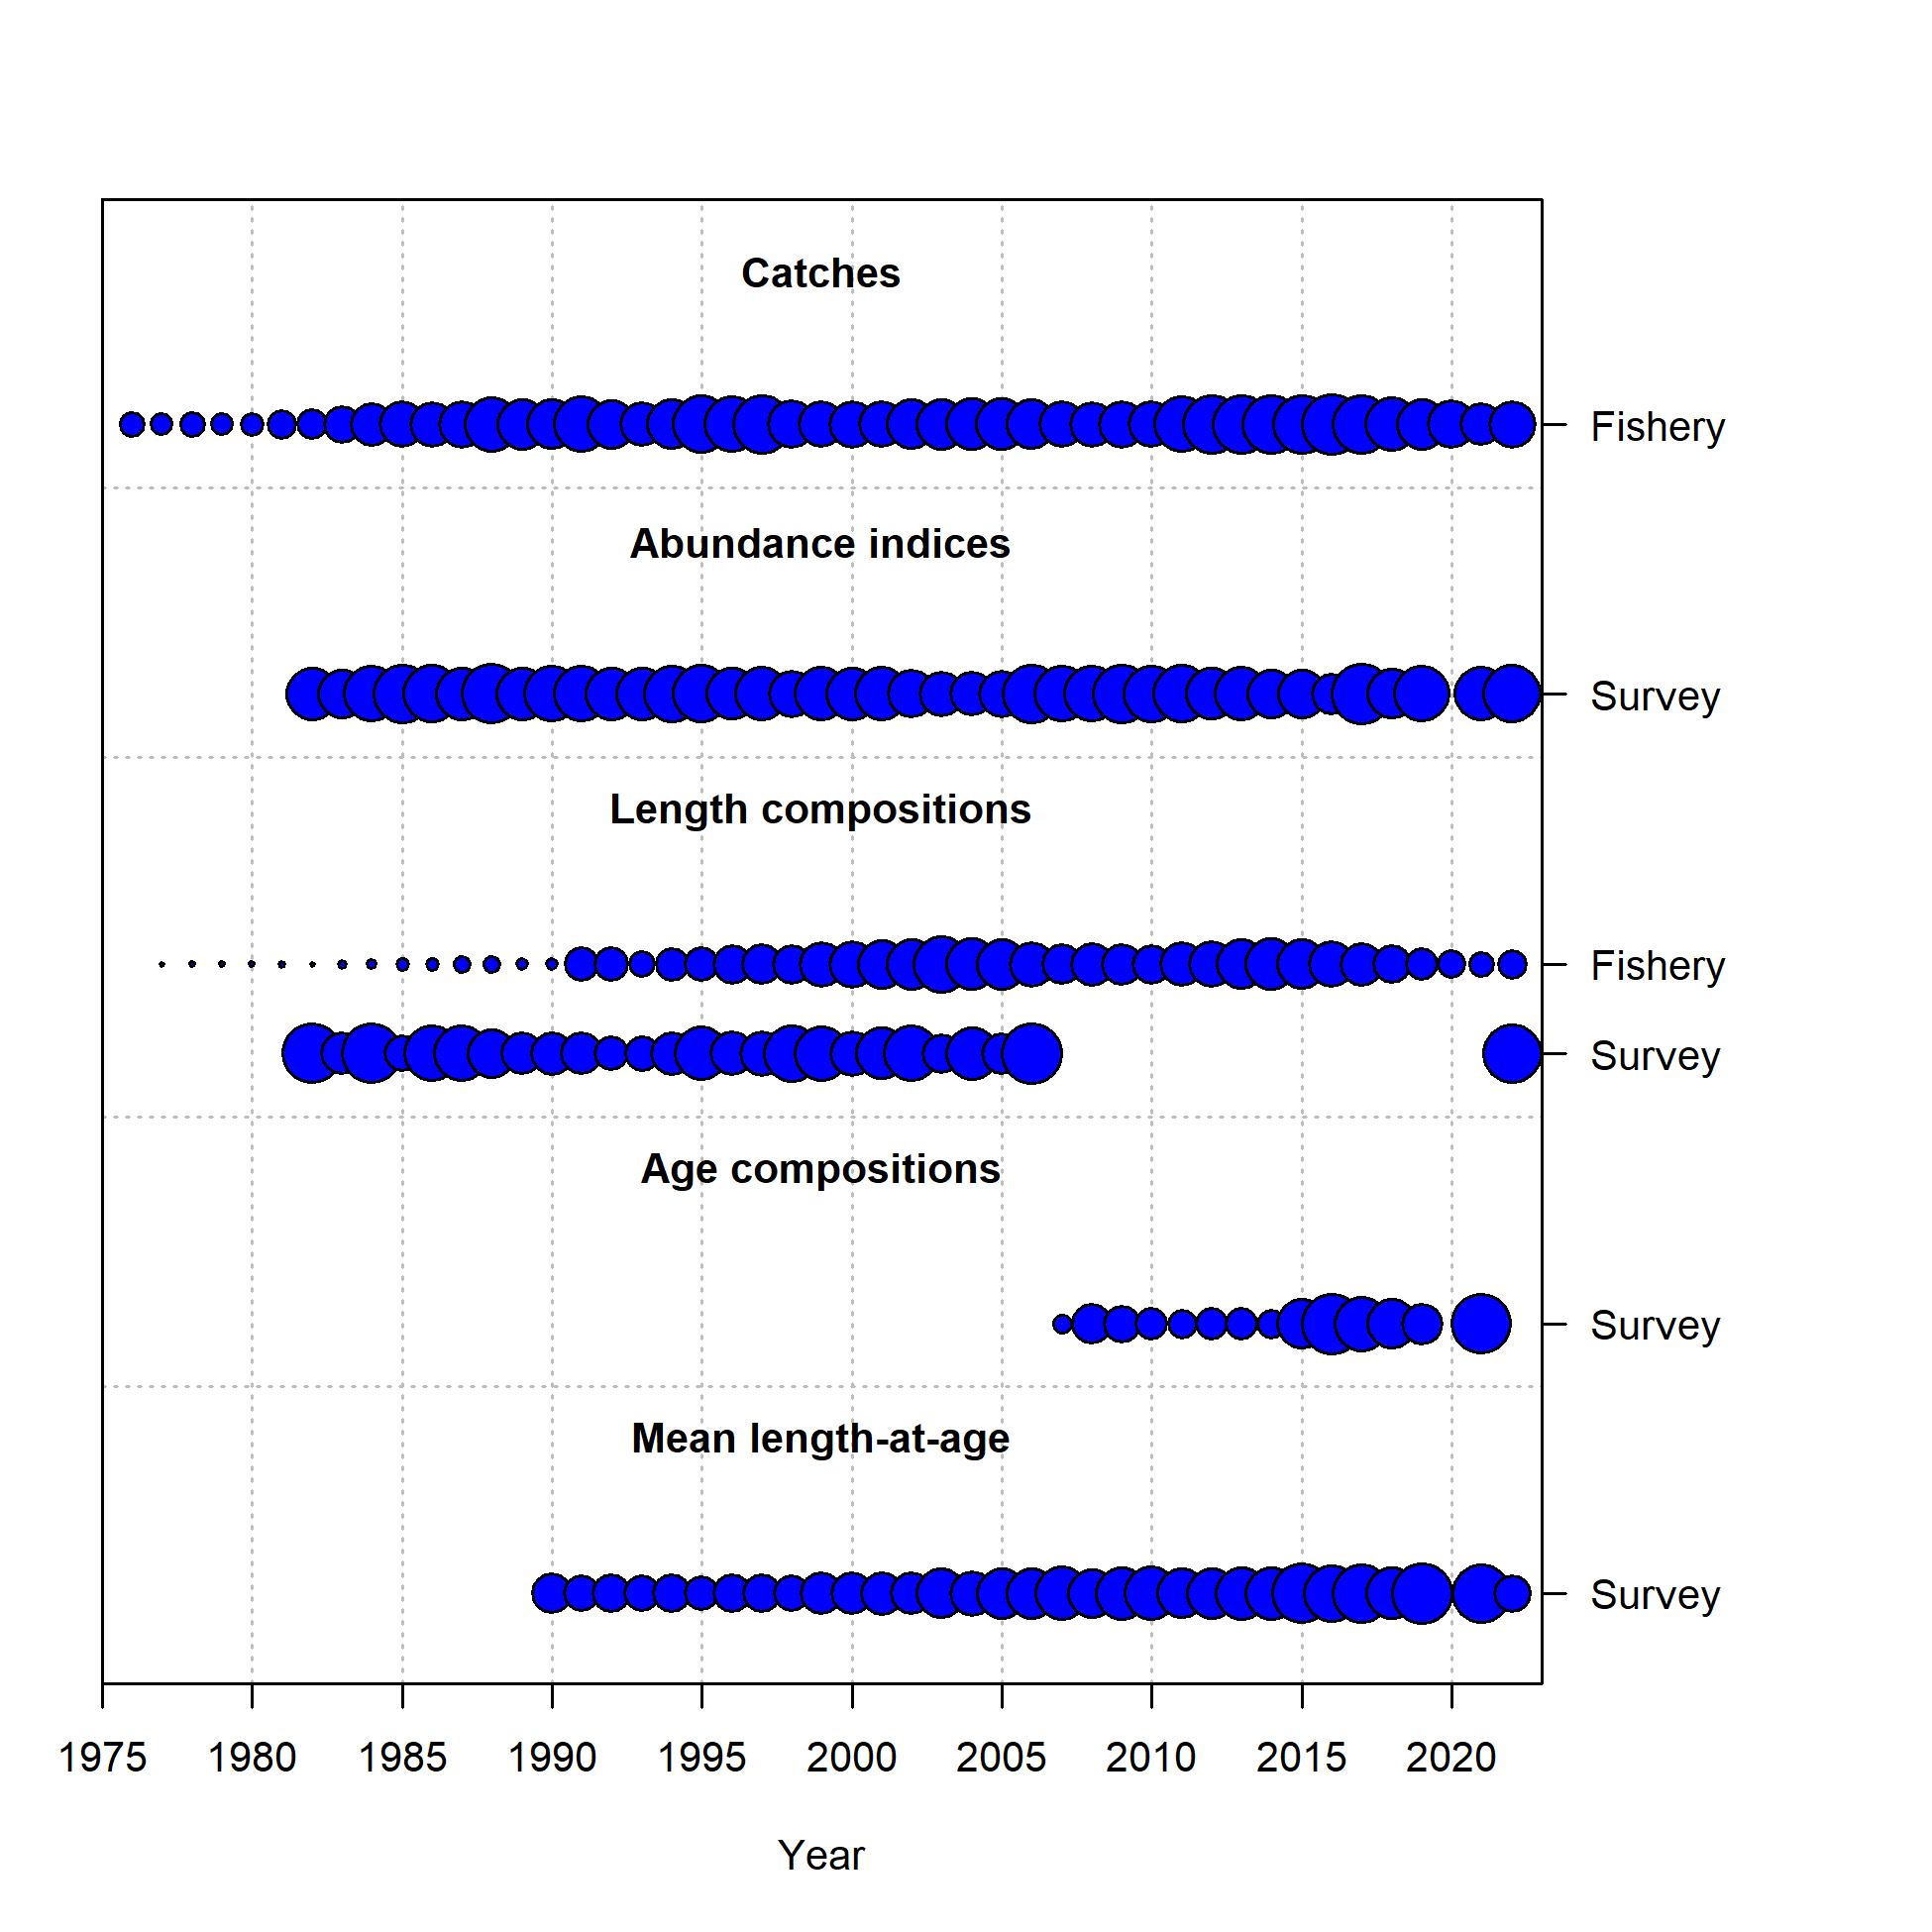 Catches
Fishery
Abundance indices
Survey
Length compositions
Fishery
Survey
Age compositions
Survey
Mean length-at-age
Survey
1975 1980 1985 1990 1995 2000 2005 2010 2015 2020
Year